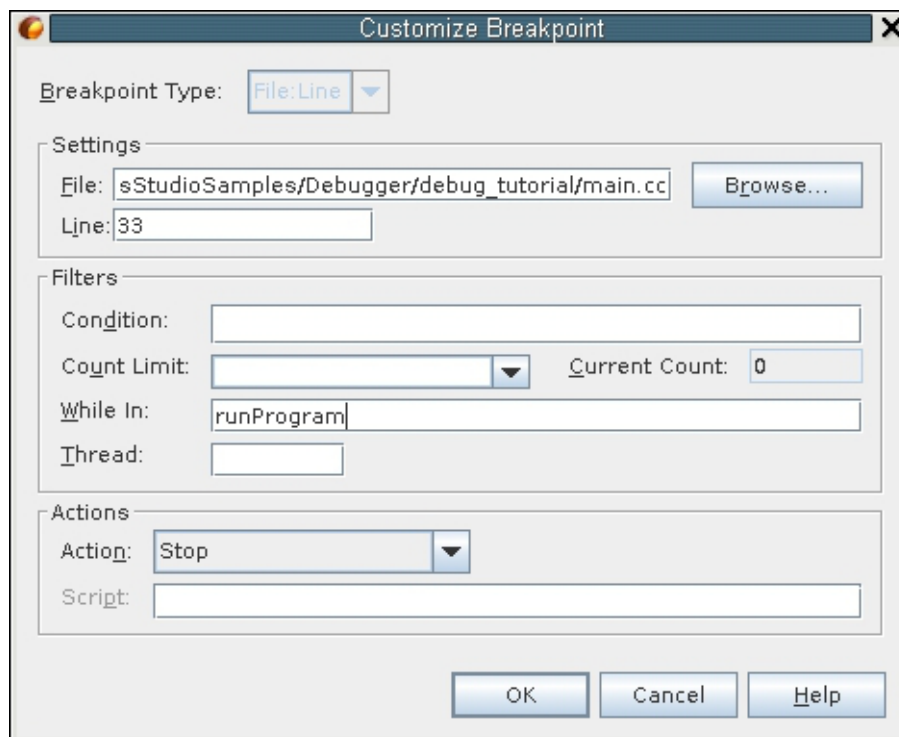 Customize Breakpoint
Breakpoint Type: File:Line
Settings
File: sStudioSamples/Debugger/debug_tutorial/main.cc Browse...
Line: 33
Filters
Condition:
Count Limit: Current Count: 0
While In: runProgram
Thread:
Actions
Action: Stop
Script:
OK Cancel Help